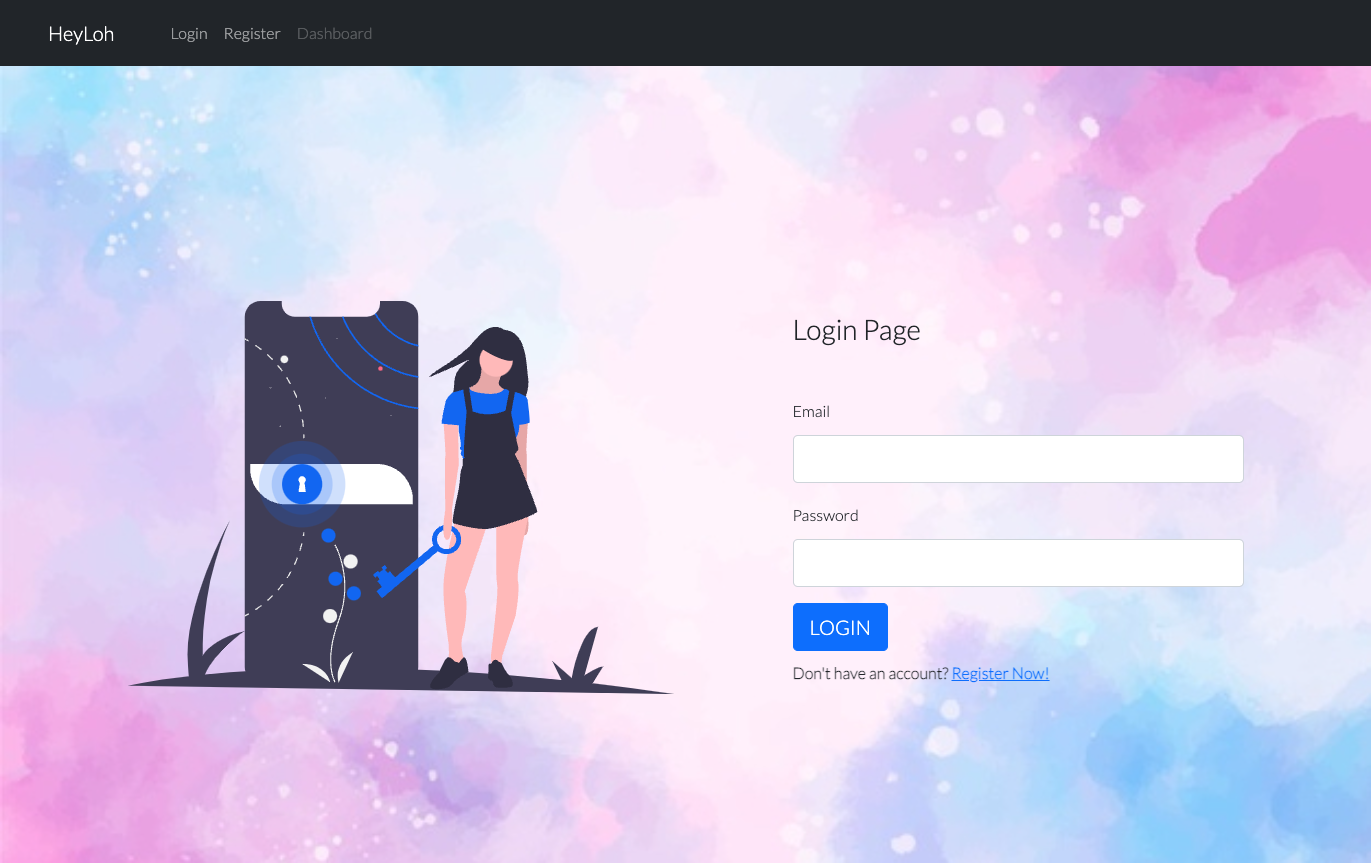 HeyLoh Login Register Dashboard
Login Page
Email
Password
LOGIN
Don't have an account? Register Now!